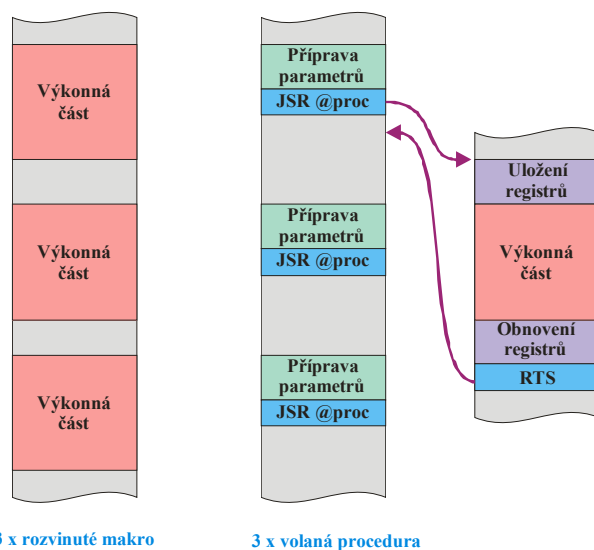 Výkonná
část
Výkonná
část
Výkonná
část
3 x rozvinuté makro
Příprava
parametrů
JSR @proc
Příprava
parametrů
JSR @proc
Příprava
parametrů
JSR @proc
3 x volaná procedura
Uložení
registrů
Výkonná
část
Obnovení
registrů
RTS